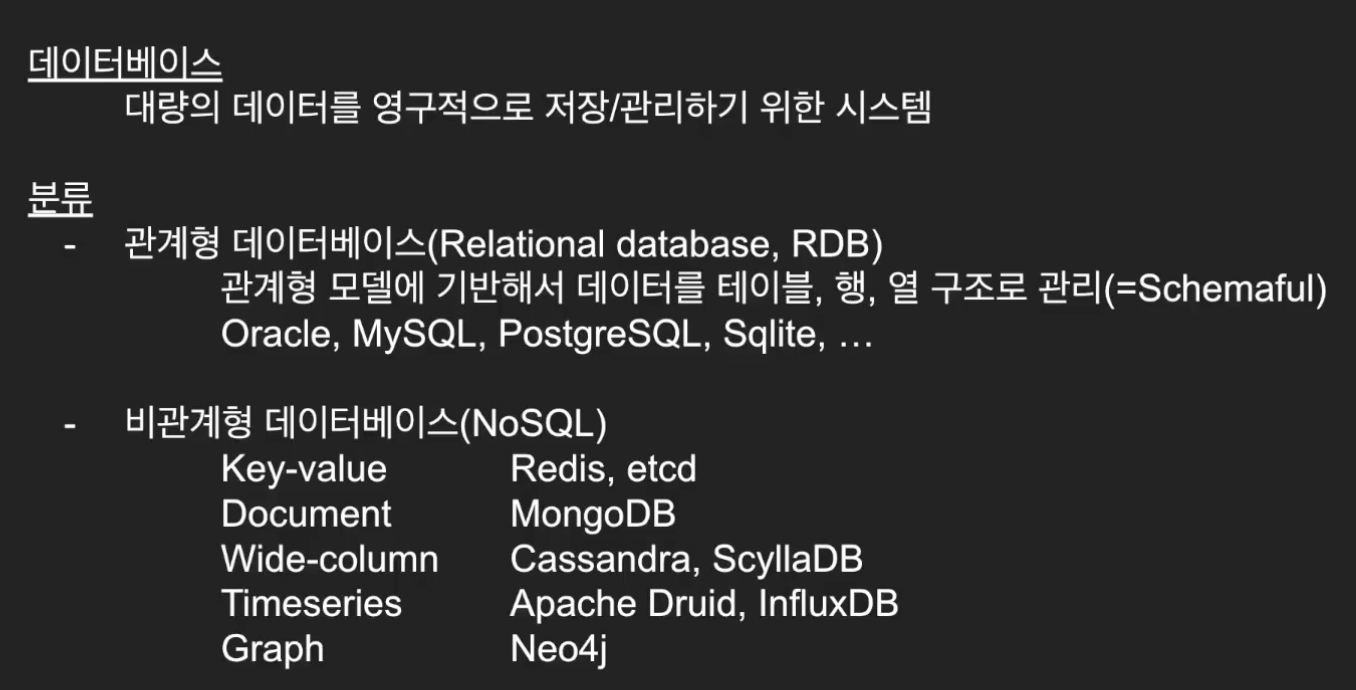 데이터베이스
대량의 데이터를 영구적으로 저장/관리하기 위한 시스템
분류
- 관계형 데이터베이스(Relational database, RDB)
관계형 모델에 기반해서 데이터를 테이블, 행, 열 구조로 관리(=Schemaful)
Oracle, MySQL, PostgreSQL, Sqlite, …
- 비관계형 데이터베이스(NoSQL)
Key-value Redis, etcd
Document MongoDB
Wide-column Cassandra, ScyllaDB
Timeseries Apache Druid, InfluxDB
Graph Neo4j